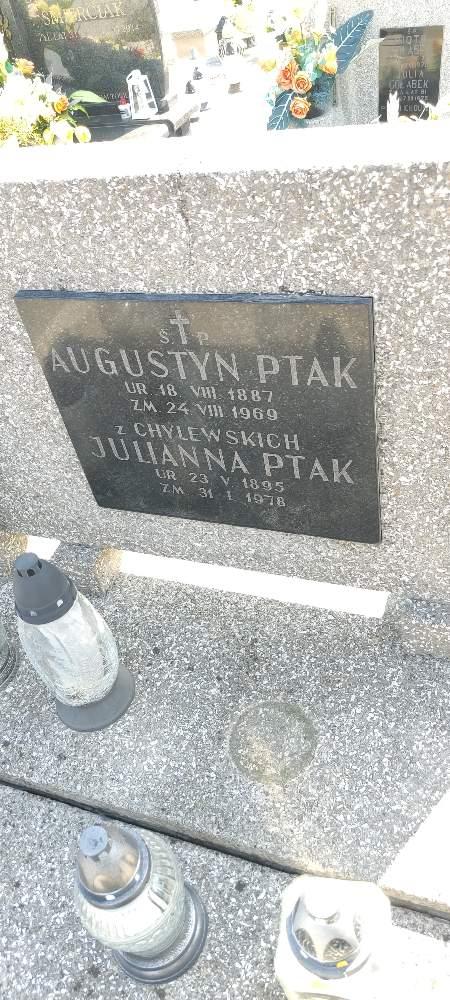 Ś. P.
AUGUSTYN PTAK
UR. 18. VIII. 1887
ZM. 24. VIII 1969
z CHYLEWSKICH
JULIANNA PTAK
UR 23 V. 1895
ZM. 31. I. 1978